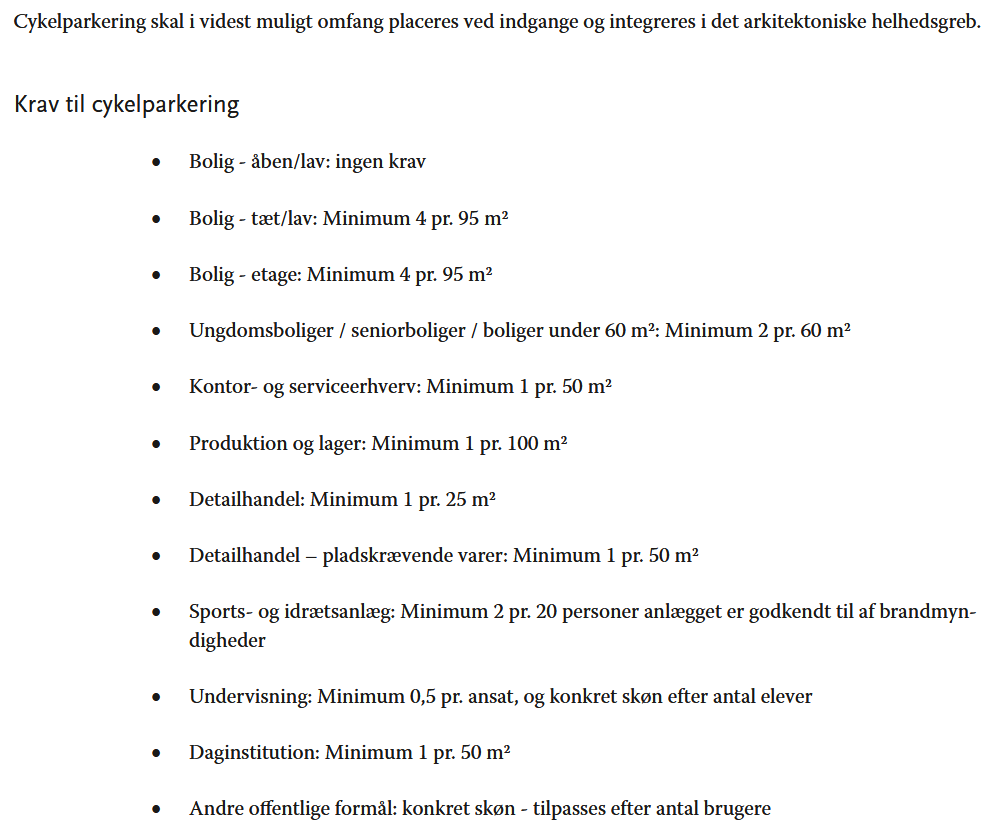 Cykelparkering skal i videst muligt omfang placeres ved indgange og integreres i det arkitektoniske helhedsgreb.
Krav til cykelparkering
• Bolig - åben/lav: ingen krav
• Bolig - tæt/lav: Minimum 4 pr. 95 m²
• Bolig - etage: Minimum 4 pr. 95 m²
• Ungdomsboliger / seniorboliger / boliger under 60 m²: Minimum 2 pr. 60 m²
• Kontor- og serviceerhverv: Minimum 1 pr. 50 m²
• Produktion og lager: Minimum 1 pr. 100 m²
• Detailhandel: Minimum 1 pr. 25 m²
• Detailhandel – pladskrævende varer: Minimum 1 pr. 50 m²
• Sports- og idrætsanlæg: Minimum 2 pr. 20 personer anlægget er godkendt til af brandmyn-
digheder
• Undervisning: Minimum 0,5 pr. ansat, og konkret skøn efter antal elever
• Daginstitution: Minimum 1 pr. 50 m²
• Andre offentlige formål: konkret skøn - tilpasses efter antal brugere